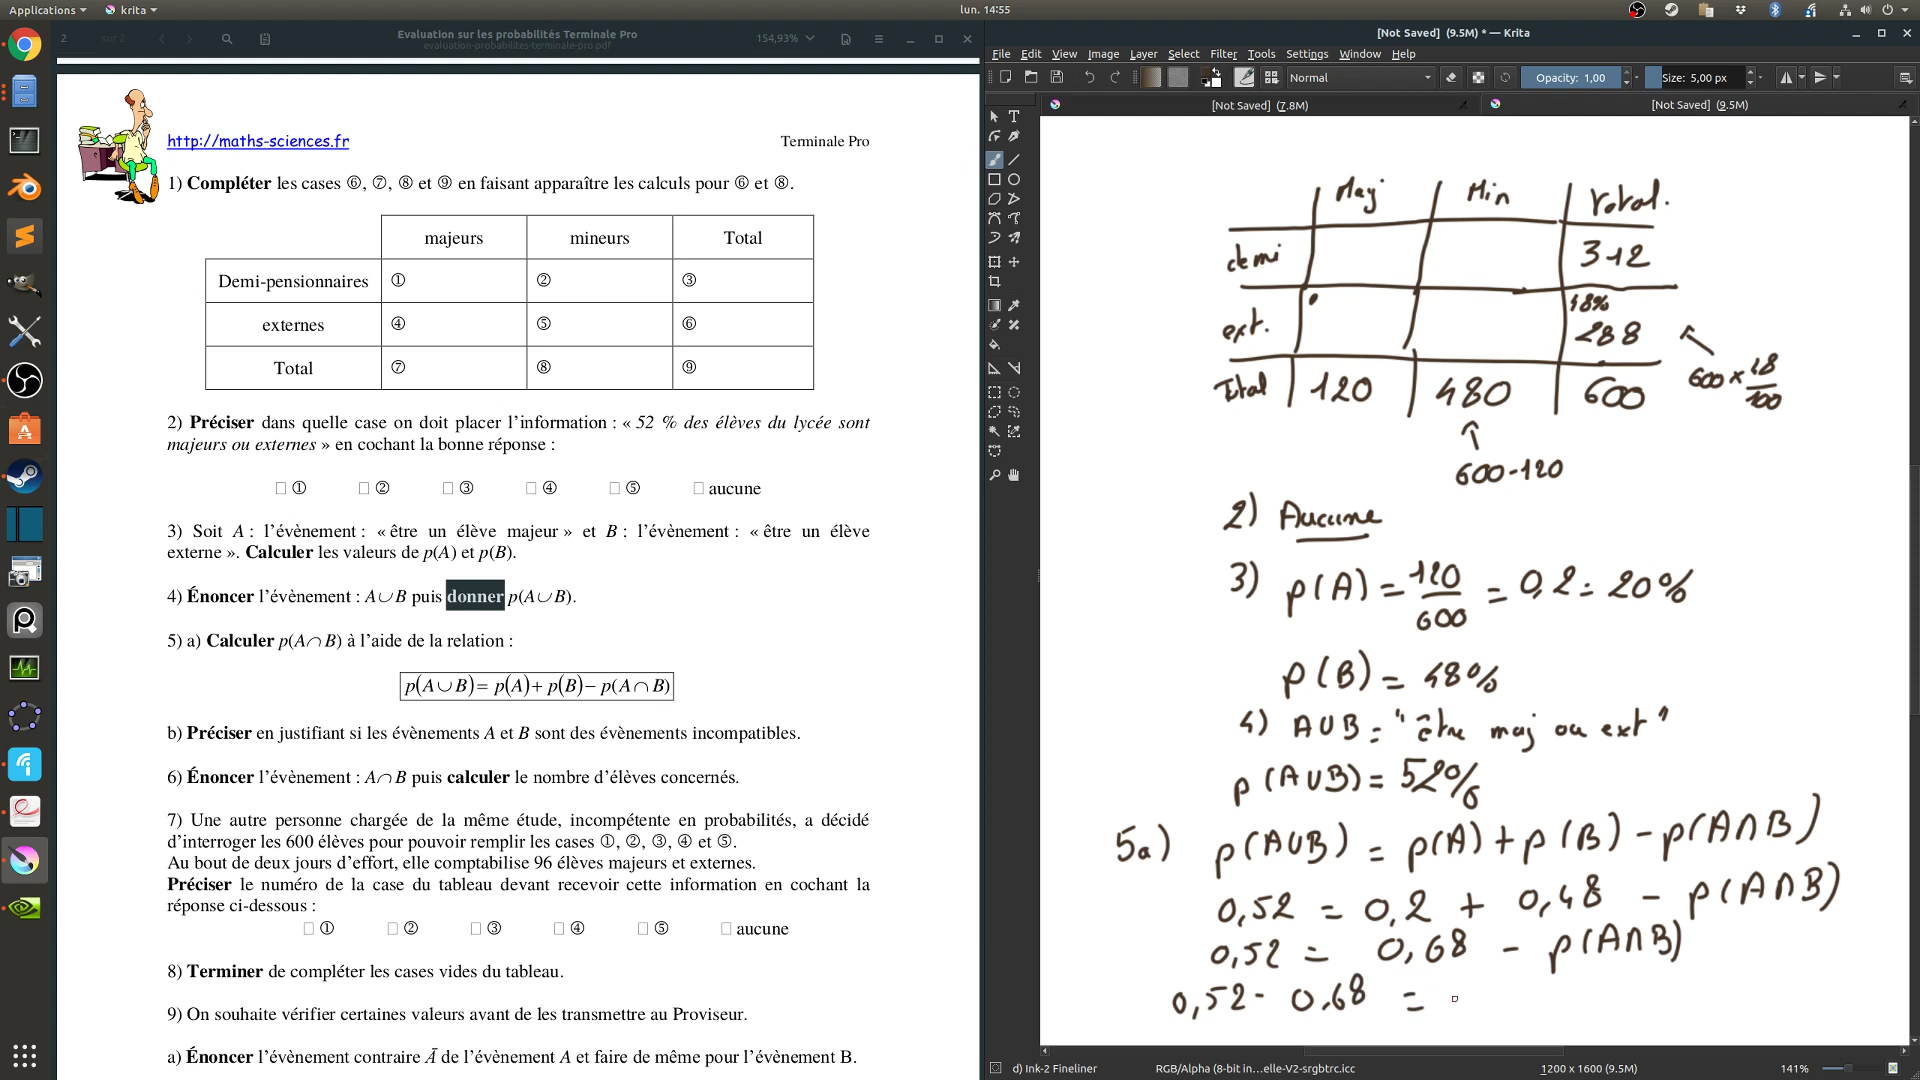 Applications krita lun. 14:55
2 sur 2 Evaluation sur les probabilités Terminale Pro 154,93%
evaluation-probabilites-terminale-pro.pdf
http://maths-sciences.fr Terminale Pro
1) Compléter les cases ⑥, ⑦, ⑧ et ⑨ en faisant apparaître les calculs pour ⑥ et ⑧.
majeurs mineurs Total
Demi-pensionnaires ① ② ③
externes ④ ⑤ ⑥
Total ⑦ ⑧ ⑨
2) Préciser dans quelle case on doit placer l'information : « 52 % des élèves du lycée sont
majeurs ou externes » en cochant la bonne réponse :
□ ① □ ② □ ③ □ ④ □ ⑤ □ aucune
3) Soit A : l'évènement : « être un élève majeur » et B : l'évènement : « être un élève
externe ». Calculer les valeurs de p(A) et p(B).
4) Énoncer l'évènement : A∪B puis donner p(A∪B).
5) a) Calculer p(A∩B) à l'aide de la relation :
p(A∪B)= p(A)+ p(B)− p(A∩B)
b) Préciser en justifiant si les évènements A et B sont des évènements incompatibles.
6) Énoncer l'évènement : A∩B puis calculer le nombre d'élèves concernés.
7) Une autre personne chargée de la même étude, incompétente en probabilités, a décidé
d'interroger les 600 élèves pour pouvoir remplir les cases ①, ②, ③, ④ et ⑤.
Au bout de deux jours d'effort, elle comptabilise 96 élèves majeurs et externes.
Préciser le numéro de la case du tableau devant recevoir cette information en cochant la
réponse ci-dessous :
□ ① □ ② □ ③ □ ④ □ ⑤ □ aucune
8) Terminer de compléter les cases vides du tableau.
9) On souhaite vérifier certaines valeurs avant de les transmettre au Proviseur.
a) Énoncer l'évènement contraire Ā de l'évènement A et faire de même pour l'évènement B.
[Not Saved] (9.5M) * — Krita
File Edit View Image Layer Select Filter Tools Settings Window Help
Normal Opacity: 1,00 Size: 5,00 px
[Not Saved] (7.8M) [Not Saved] (9.5M)
Maj Min Total.
demi 312
48%
ext. 288
600 × 48/100
Total 120 480 600
600-120
2) Aucune
3) p(A) = 120/600 = 0,2 = 20%
p(B) = 48%
4) A∪B = "être maj ou ext"
p(A∪B) = 52%
5a) p(A∪B) = p(A) + p(B) - p(A∩B)
0,52 = 0,2 + 0,48 - p(A∩B)
0,52 = 0,68 - p(A∩B)
0,52 - 0,68 =
d) Ink-2 Fineliner RGB/Alpha (8-bit in...elle-V2-srgbtrc.icc 1200 x 1600 (9.5M) 141%